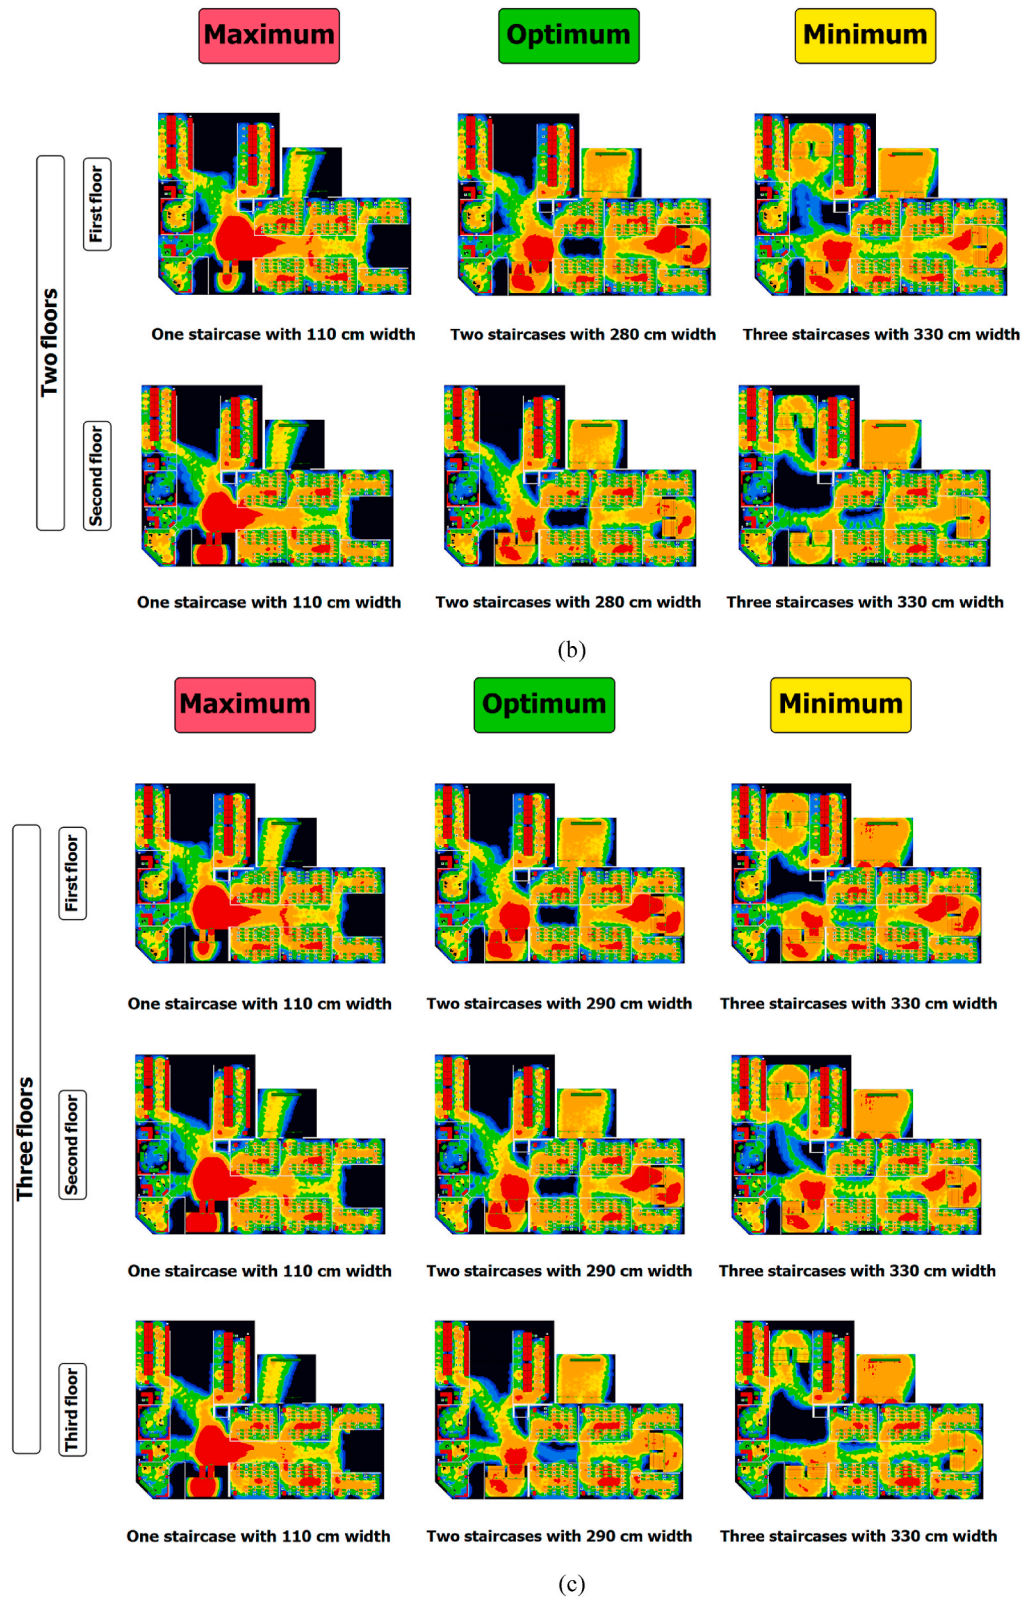 Maximum
Optimum
Minimum
Two floors
First floor
One staircase with 110 cm width
Two staircases with 280 cm width
Three staircases with 330 cm width
Second floor
One staircase with 110 cm width
Two staircases with 280 cm width
Three staircases with 330 cm width
(b)
Maximum
Optimum
Minimum
Three floors
First floor
One staircase with 110 cm width
Two staircases with 290 cm width
Three staircases with 330 cm width
Second floor
One staircase with 110 cm width
Two staircases with 290 cm width
Three staircases with 330 cm width
Third floor
One staircase with 110 cm width
Two staircases with 290 cm width
Three staircases with 330 cm width
(c)